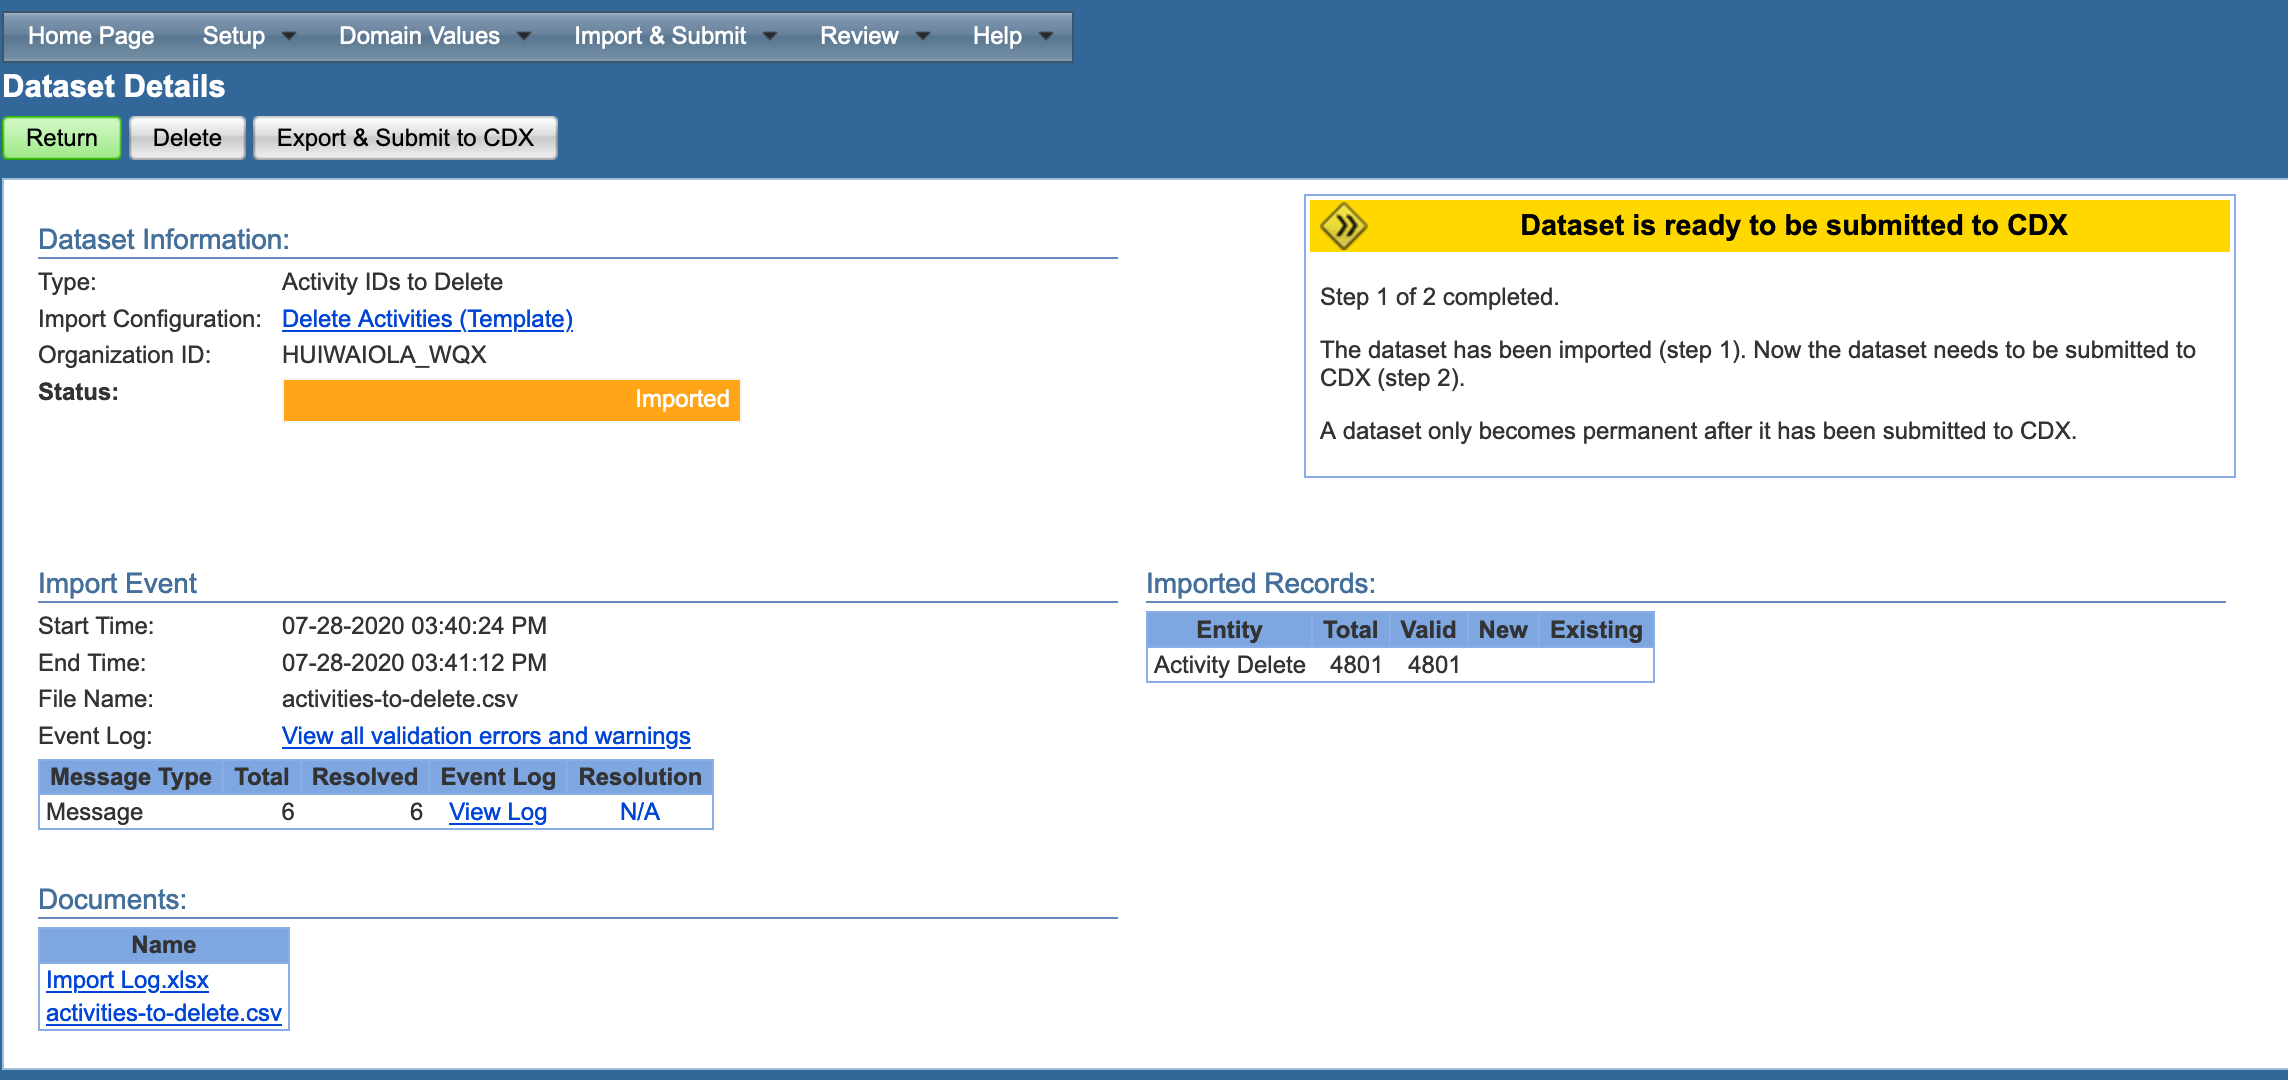 Home Page Setup Domain Values Import & Submit Review Help
Dataset Details
Return Delete Export & Submit to CDX
Dataset is ready to be submitted to CDX
Step 1 of 2 completed.
The dataset has been imported (step 1). Now the dataset needs to be submitted to
CDX (step 2).
A dataset only becomes permanent after it has been submitted to CDX.
Dataset Information:
Type: Activity IDs to Delete
Import Configuration: Delete Activities (Template)
Organization ID: HUIWAIOLA_WQX
Status: Imported
Import Event
Start Time: 07-28-2020 03:40:24 PM
End Time: 07-28-2020 03:41:12 PM
File Name: activities-to-delete.csv
Event Log: View all validation errors and warnings
Message Type Total Resolved Event Log Resolution
Message 6 6 View Log N/A
Imported Records:
Entity Total Valid New Existing
Activity Delete 4801 4801
Documents:
Name
Import Log.xlsx
activities-to-delete.csv